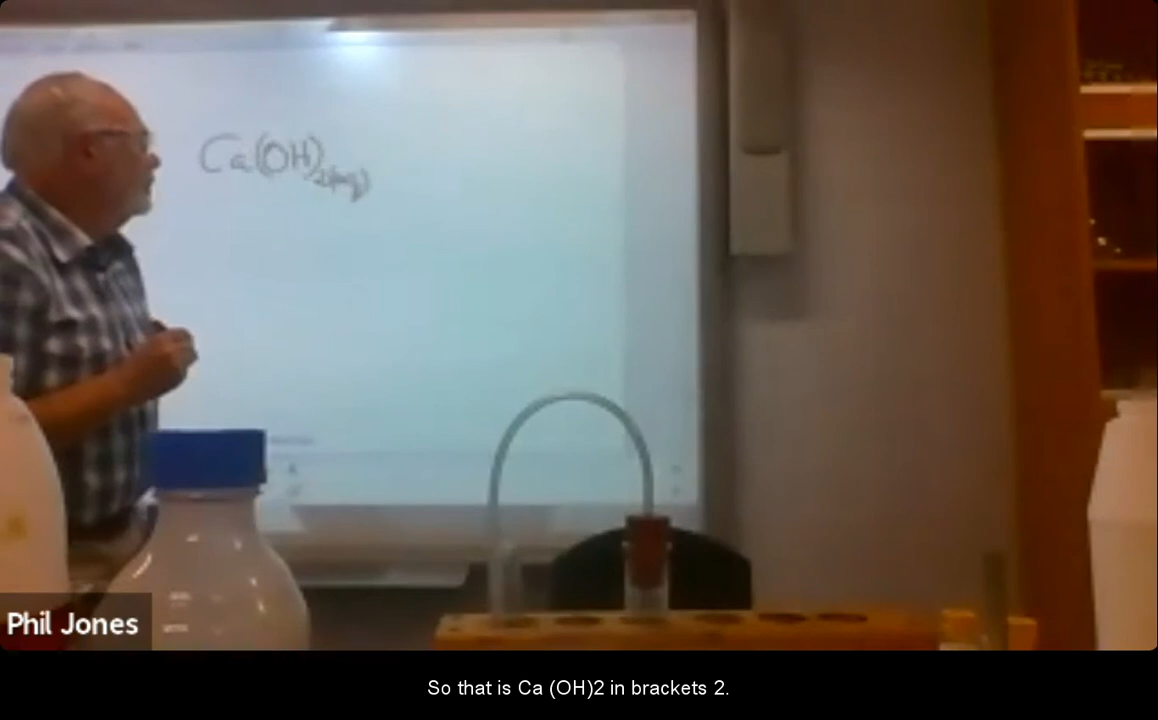 Ca(OH)2(aq)
Phil Jones
So that is Ca (OH)2 in brackets 2.